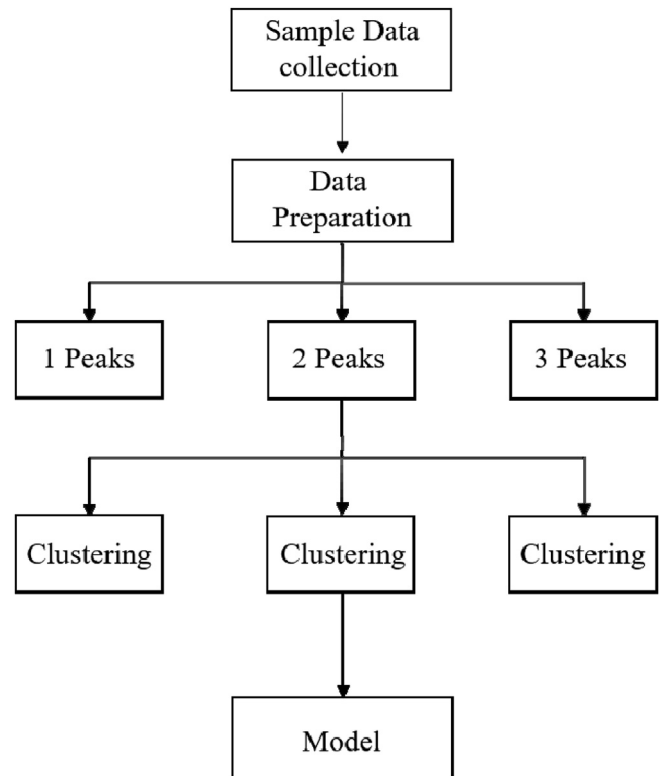 Sample Data
collection
Data
Preparation
1 Peaks
2 Peaks
3 Peaks
Clustering
Clustering
Clustering
Model